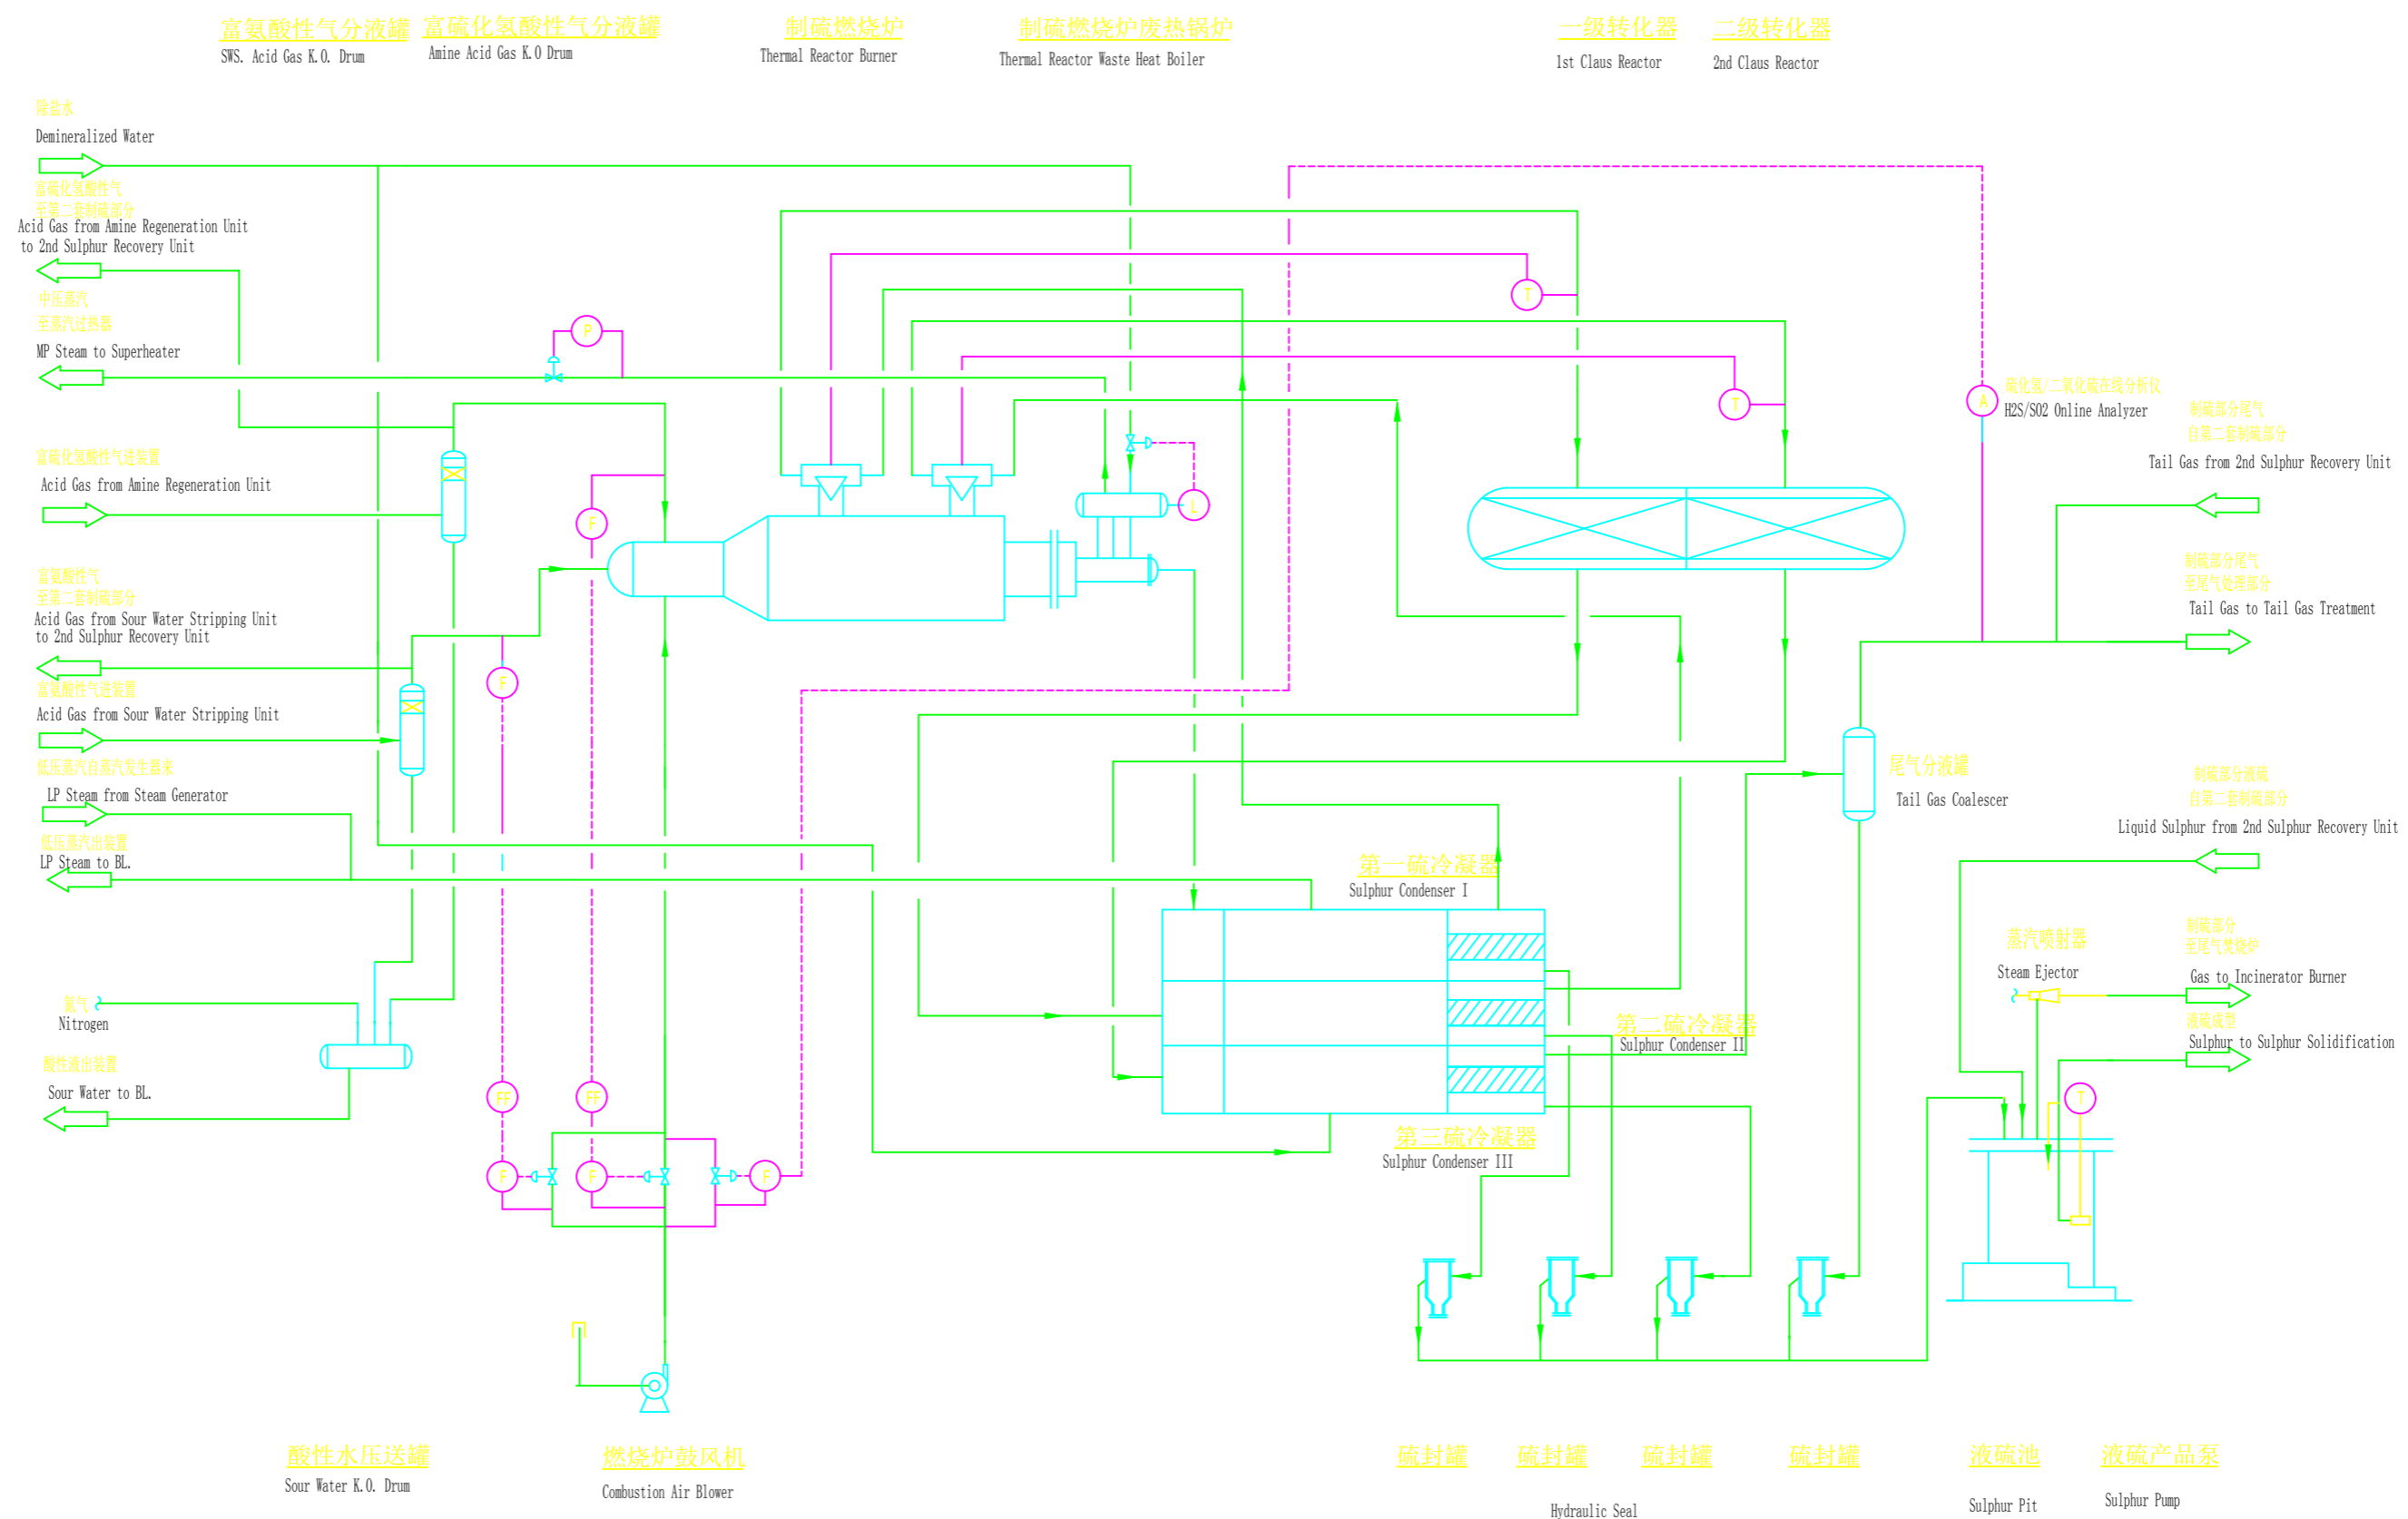 富氨酸性气分液罐
SWS. Acid Gas K.O. Drum
富硫化氢酸性气分液罐
Amine Acid Gas K.O Drum
制硫燃烧炉
Thermal Reactor Burner
制硫燃烧炉废热锅炉
Thermal Reactor Waste Heat Boiler
一级转化器
1st Claus Reactor
二级转化器
2nd Claus Reactor
除盐水
Demineralized Water
富硫化氢酸性气
至第二套制硫部分
Acid Gas from Amine Regeneration Unit
to 2nd Sulphur Recovery Unit
中压蒸汽
至蒸汽过热器
MP Steam to Superheater
富硫化氢酸性气进装置
Acid Gas from Amine Regeneration Unit
富氨酸性气
至第二套制硫部分
Acid Gas from Sour Water Stripping Unit
to 2nd Sulphur Recovery Unit
富氨酸性气进装置
Acid Gas from Sour Water Stripping Unit
低压蒸汽自蒸汽发生器来
LP Steam from Steam Generator
低压蒸汽出装置
LP Steam to BL.
氮气
Nitrogen
酸性液出装置
Sour Water to BL.
P
T
T
F
L
F
A
硫化氢/二氧化硫在线分析仪
H2S/SO2 Online Analyzer
制硫部分尾气
自第二套制硫部分
Tail Gas from 2nd Sulphur Recovery Unit
制硫部分尾气
至尾气处理部分
Tail Gas to Tail Gas Treatment
尾气分液罐
Tail Gas Coalescer
制硫部分液硫
自第二套制硫部分
Liquid Sulphur from 2nd Sulphur Recovery Unit
第一硫冷凝器
Sulphur Condenser I
第二硫冷凝器
Sulphur Condenser II
第三硫冷凝器
Sulphur Condenser III
蒸汽喷射器
Steam Ejector
制硫部分
至尾气焚烧炉
Gas to Incinerator Burner
液硫成型
Sulphur to Sulphur Solidification
T
FF
FF
F
F
F
酸性水压送罐
Sour Water K.O. Drum
燃烧炉鼓风机
Combustion Air Blower
硫封罐
硫封罐
硫封罐
硫封罐
Hydraulic Seal
液硫池
Sulphur Pit
液硫产品泵
Sulphur Pump